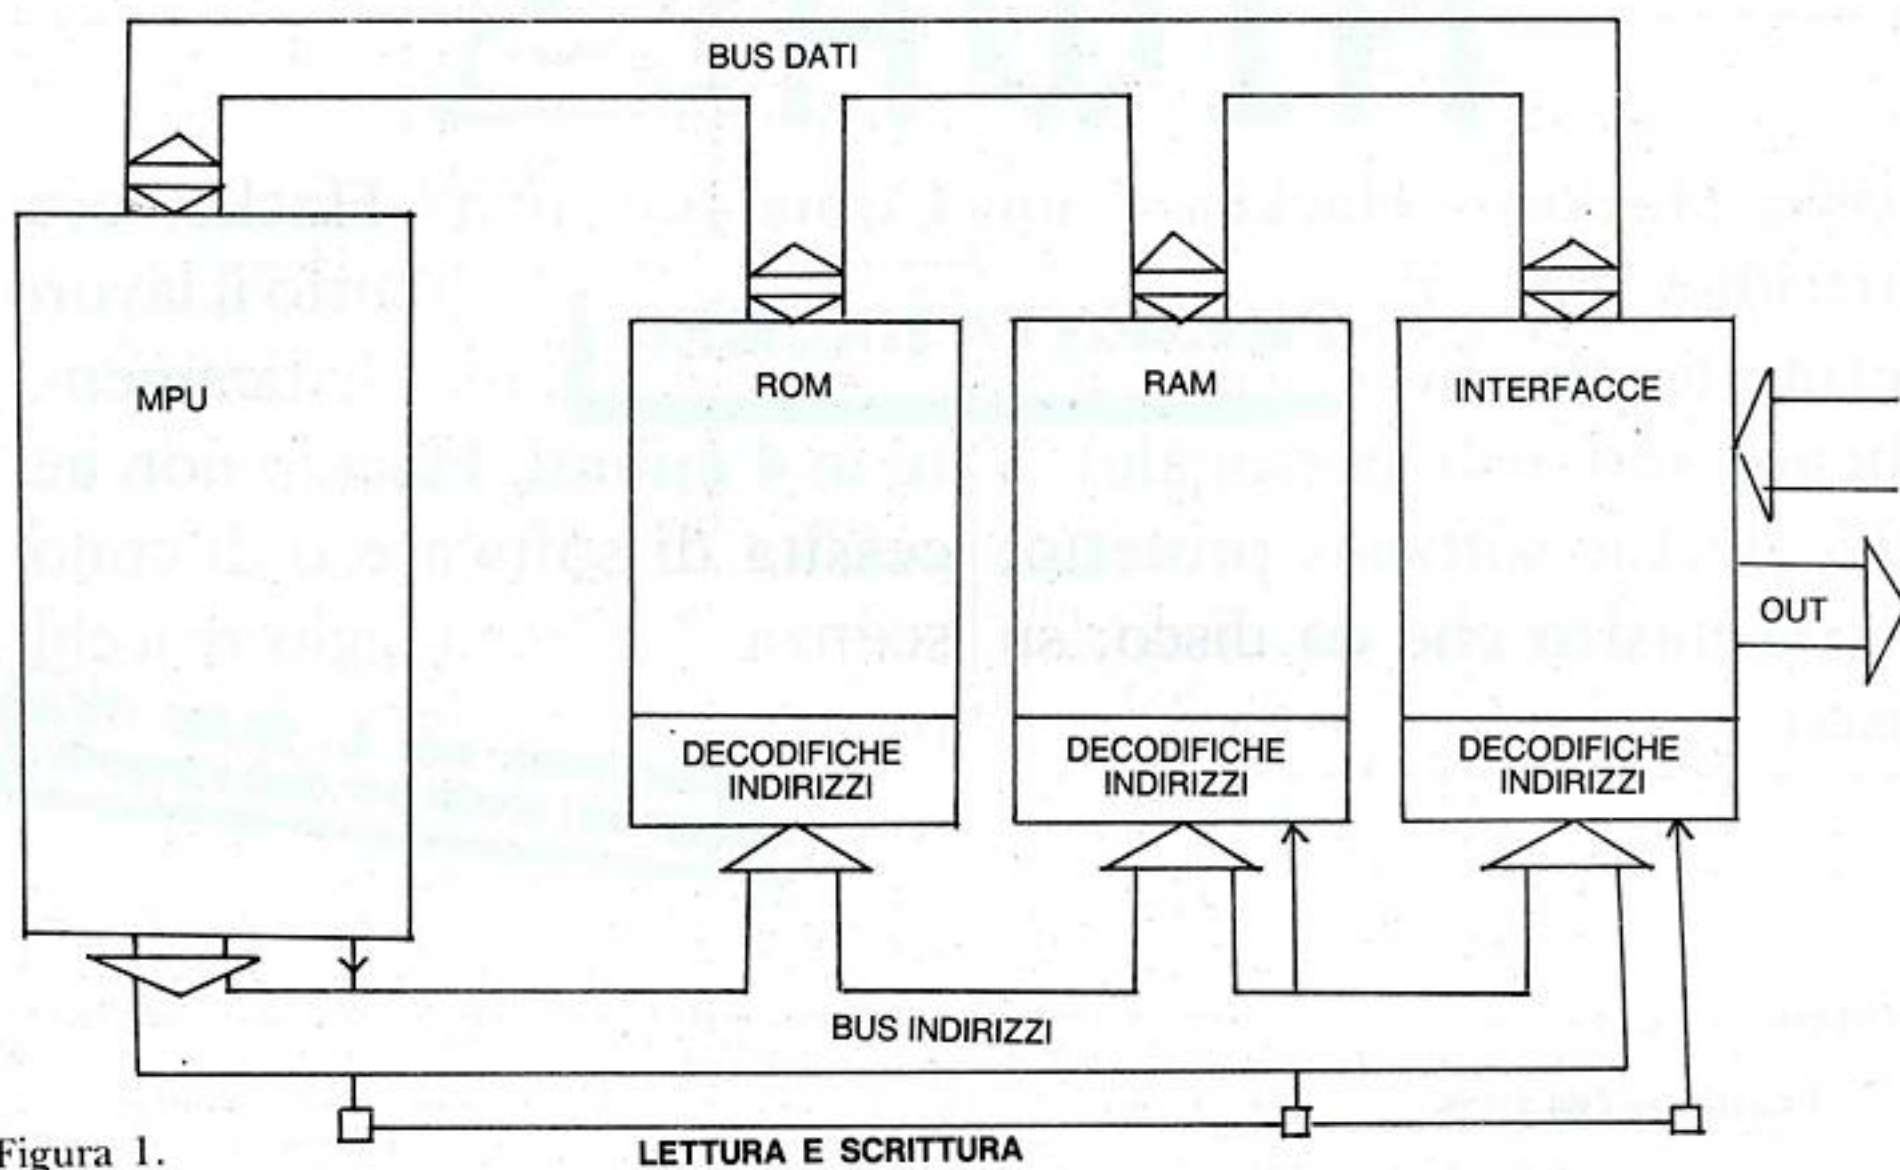 BUS DATI
MPU
ROM
RAM
INTERFACCE
OUT
DECODIFICHE
INDIRIZZI
DECODIFICHE
INDIRIZZI
DECODIFICHE
INDIRIZZI
BUS INDIRIZZI
LETTURA E SCRITTURA
Figura 1.